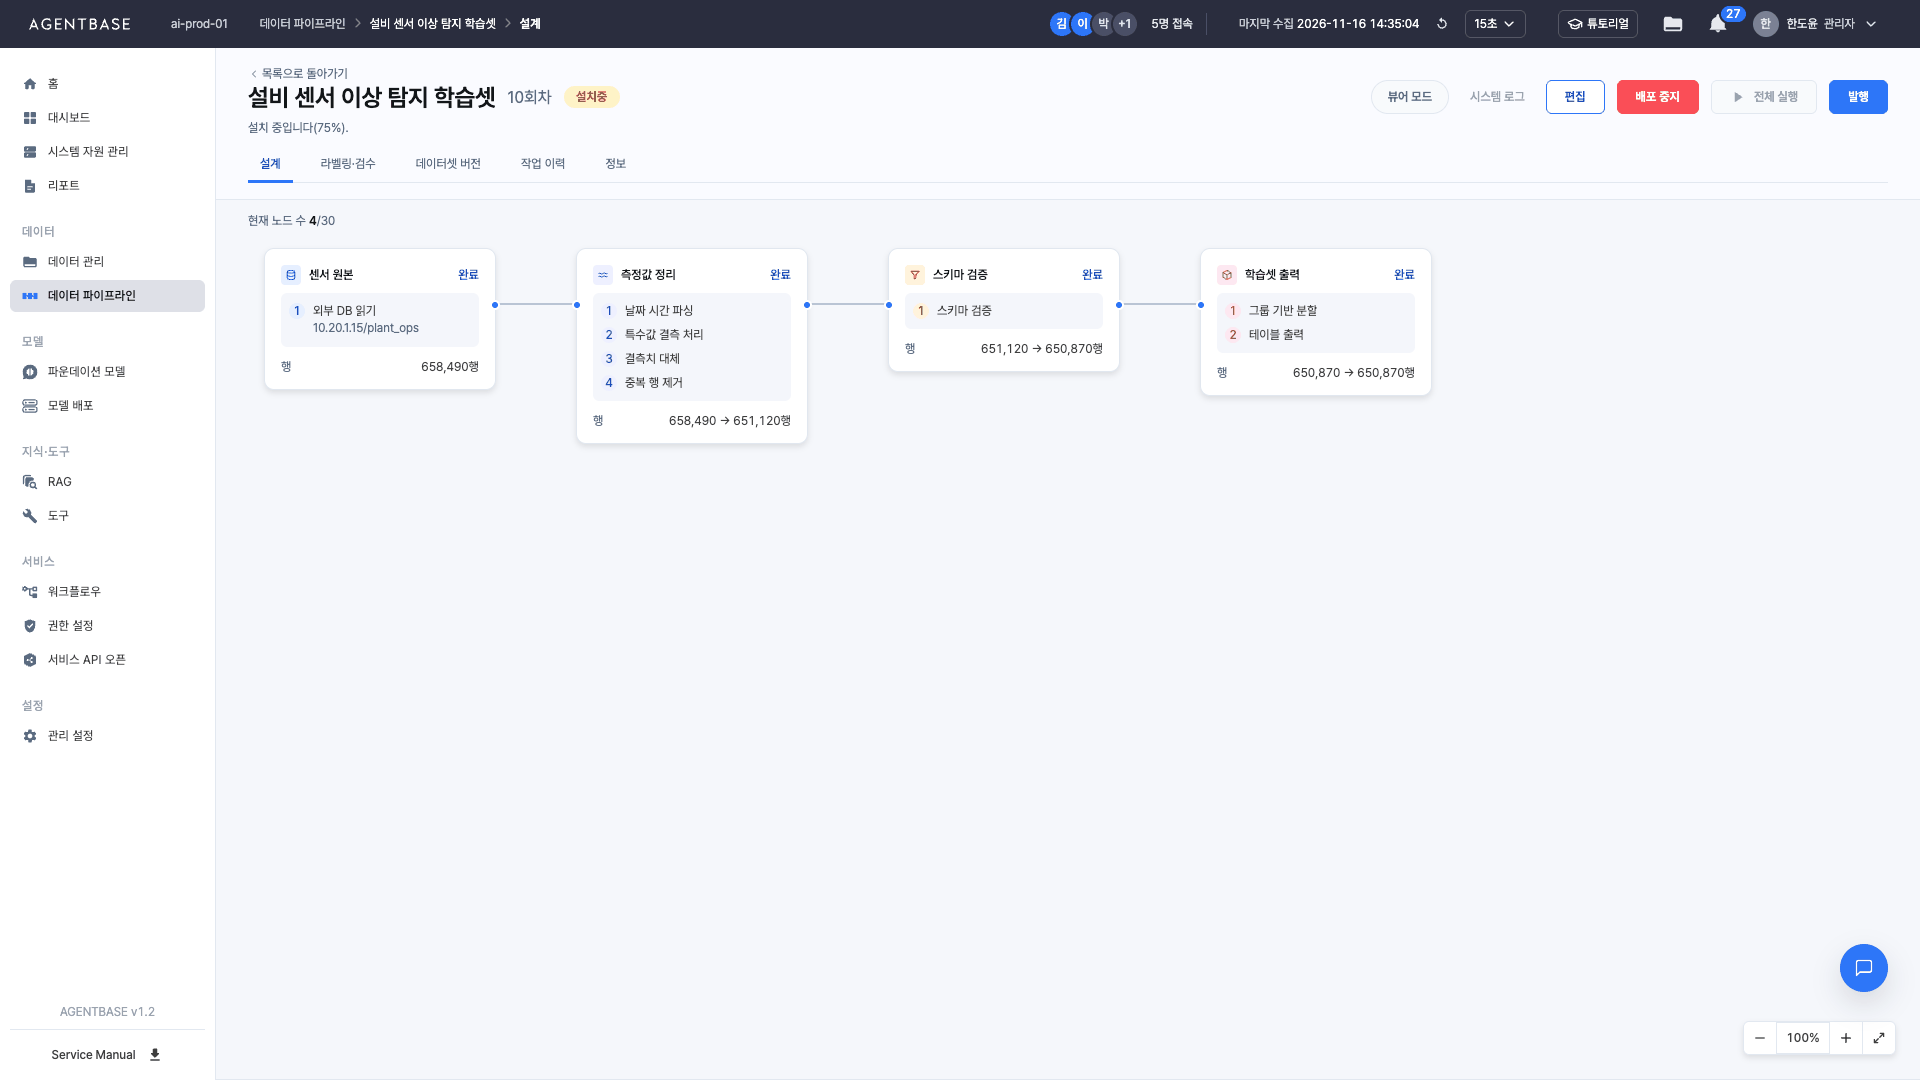 AGENTBASE
ai-prod-01
데이터 파이프라인 > 설비 센서 이상 탐지 학습셋 > 설계
김 이 박 +1 5명 접속
마지막 수집 2026-11-16 14:35:04
15초
튜토리얼
27
한 한도윤 관리자
홈
대시보드
시스템 자원 관리
리포트
데이터
데이터 관리
데이터 파이프라인
모델
파운데이션 모델
모델 배포
지식·도구
RAG
도구
서비스
워크플로우
권한 설정
서비스 API 오픈
설정
관리 설정
AGENTBASE v1.2
Service Manual
목록으로 돌아가기
설비 센서 이상 탐지 학습셋 10회차 설치중
설치 중입니다(75%).
뷰어 모드
시스템 로그
편집
배포 중지
전체 실행
발행
설계
라벨링·검수
데이터셋 버전
작업 이력
정보
현재 노드 수 4/30
센서 원본 완료
1 외부 DB 읽기
10.20.1.15/plant_ops
행 658,490행
측정값 정리 완료
1 날짜 시간 파싱
2 특수값 결측 처리
3 결측치 대체
4 중복 행 제거
행 658,490 → 651,120행
스키마 검증 완료
1 스키마 검증
행 651,120 → 650,870행
학습셋 출력 완료
1 그룹 기반 분할
2 테이블 출력
행 650,870 → 650,870행
100%